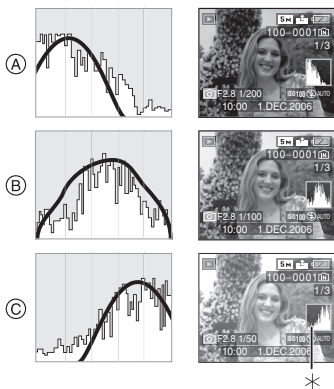 A
5M
100-0001
1/3
F2.8 1/200
ISO100 AUTO
10:00 1.DEC.2006
B
5M
100-0001
1/3
F2.8 1/100
ISO100 AUTO
10:00 1.DEC.2006
C
5M
100-0001
1/3
F2.8 1/50
ISO100 AUTO
10:00 1.DEC.2006
*